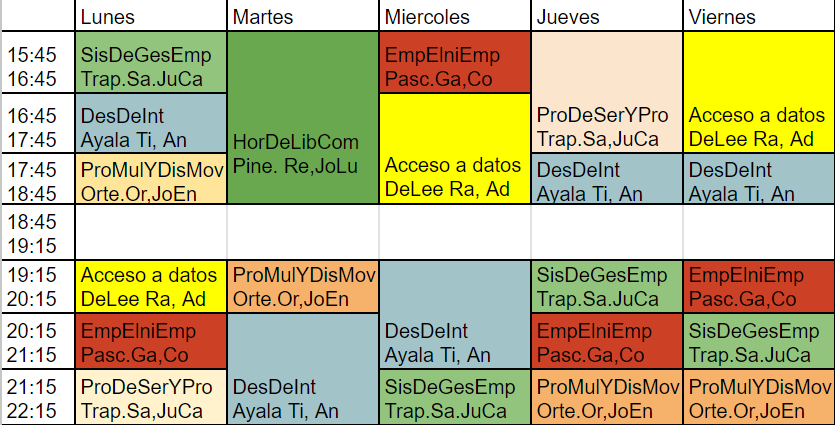 Lunes Martes Miercoles Jueves Viernes
15:45 SisDeGesEmp EmpEIniEmp
16:45 Trap.Sa.JuCa Pasc.Ga,Co
16:45 DesDeInt ProDeSerYPro Acceso a datos
17:45 Ayala Ti, An HorDeLibCom Trap.Sa,JuCa DeLee Ra, Ad
17:45 ProMulYDisMov Pine. Re,JoLu Acceso a datos DesDeInt DesDeInt
18:45 Orte.Or,JoEn DeLee Ra, Ad Ayala Ti, An Ayala Ti, An
18:45
19:15
19:15 Acceso a datos ProMulYDisMov SisDeGesEmp EmpEIniEmp
20:15 DeLee Ra, Ad Orte.Or,JoEn Trap.Sa.JuCa Pasc.Ga,Co
20:15 EmpEIniEmp DesDeInt EmpEIniEmp SisDeGesEmp
21:15 Pasc.Ga,Co Ayala Ti, An Pasc.Ga,Co Trap.Sa.JuCa
21:15 ProDeSerYPro DesDeInt SisDeGesEmp ProMulYDisMov ProMulYDisMov
22:15 Trap.Sa,JuCa Ayala Ti, An Trap.Sa.JuCa Orte.Or,JoEn Orte.Or,JoEn